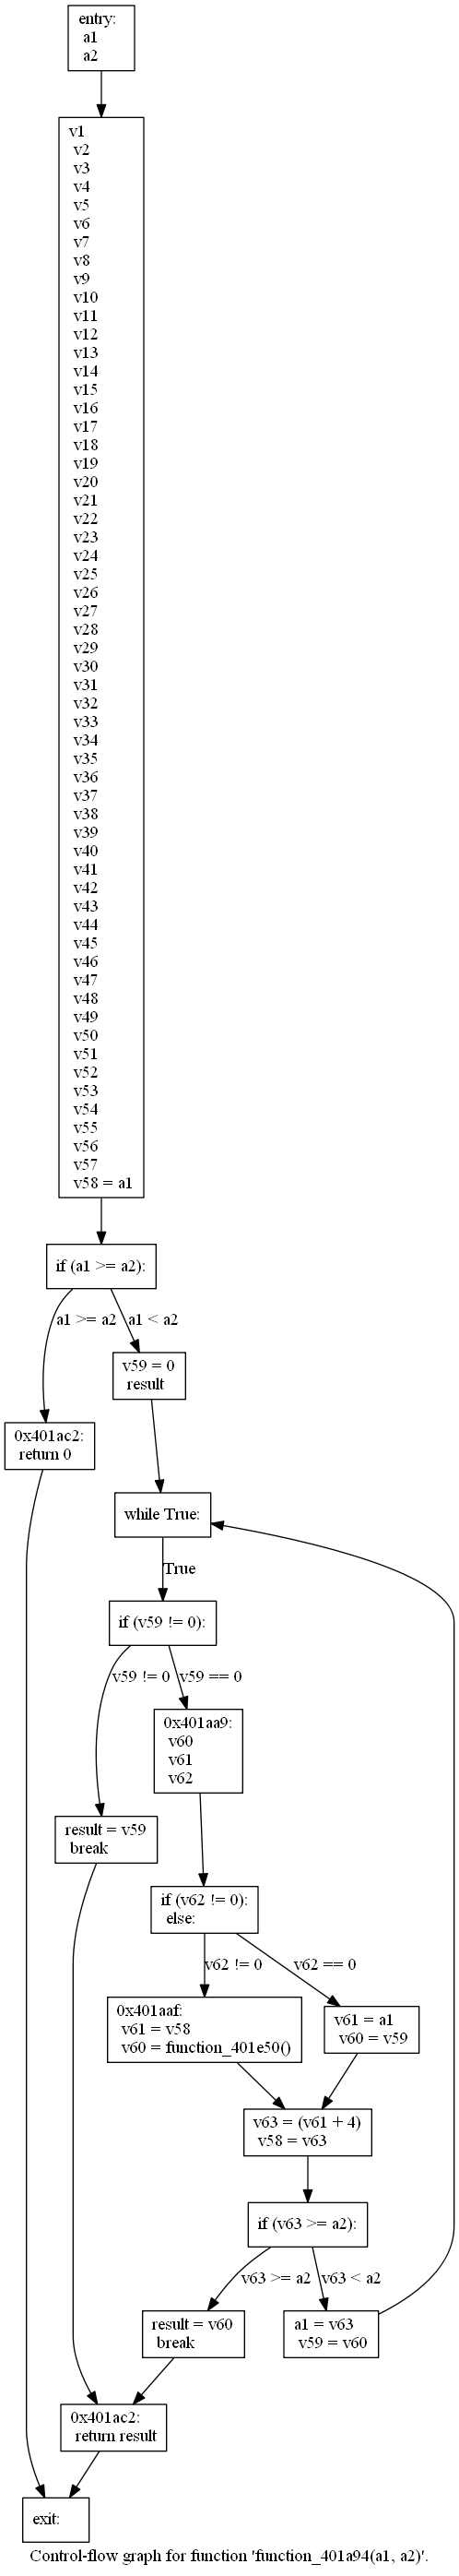 entry:
a1
a2
v1
v2
v3
v4
v5
v6
v7
v8
v9
v10
v11
v12
v13
v14
v15
v16
v17
v18
v19
v20
v21
v22
v23
v24
v25
v26
v27
v28
v29
v30
v31
v32
v33
v34
v35
v36
v37
v38
v39
v40
v41
v42
v43
v44
v45
v46
v47
v48
v49
v50
v51
v52
v53
v54
v55
v56
v57
v58 = a1
if (a1 >= a2):
a1 >= a2
a1 < a2
v59 = 0
result
0x401ac2:
return 0
while True:
True
if (v59 != 0):
v59 != 0
v59 == 0
0x401aa9:
v60
v61
v62
result = v59
break
if (v62 != 0):
else:
v62 != 0
v62 == 0
0x401aaf:
v61 = v58
v60 = function_401e50()
v61 = a1
v60 = v59
v63 = (v61 + 4)
v58 = v63
if (v63 >= a2):
v63 >= a2
v63 < a2
result = v60
break
a1 = v63
v59 = v60
0x401ac2:
return result
exit:
Control-flow graph for function 'function_401a94(a1, a2)'.